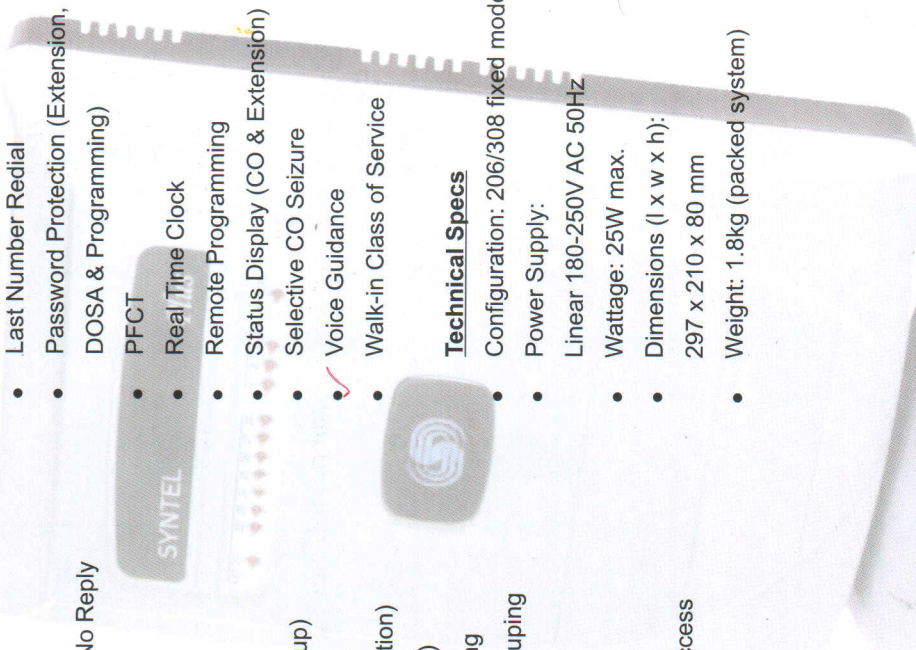 No Reply
up)
tion)
)
ng
uping
ccess
• Last Number Redial
• Password Protection (Extension,
DOSA & Programming)
• PFCT
• Real Time Clock
• Remote Programming
• Status Display (CO & Extension)
• Selective CO Seizure
• Voice Guidance
• Walk-in Class of Service
Technical Specs
• Configuration: 206/308 fixed mode
• Power Supply:
Linear 180-250V AC 50Hz
• Wattage: 25W max.
• Dimensions (l x w x h):
297 x 210 x 80 mm
• Weight: 1.8kg (packed system)
SYNTEL